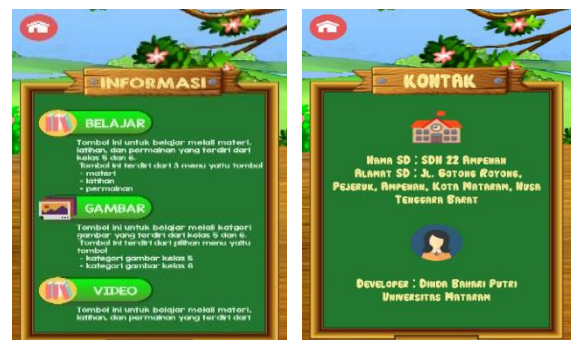 INFORMASI
BELAJAR
Tombol ini untuk belajar melali materi,
latihan, dan permainan yang terdiri dari
kelas 5 dan 6.
Tombol ini terdiri dari 3 menu yaitu tombol
- materi
- latihan
- permainan
GAMBAR
Tombol ini untuk belajar melali katgori
gambar yang terdiri dari kelas 5 dan 6.
Tombol ini terdiri dari pilihan menu yaitu
tombol
- kategori gambar kelas 5
- kategori gambar kelas 6
VIDEO
Tombol ini untuk belajar melali materi,
latihan, dan permainan yang terdiri dari
KONTAK
Nama SD : SDN 22 Ampenan
Alamat SD : JL. Gotong Royong,
Pejeruk, Ampenan, Kota Mataram, Nusa
Tenggara Barat
Developer : Dinda Bahari Putri
Universitas Mataram